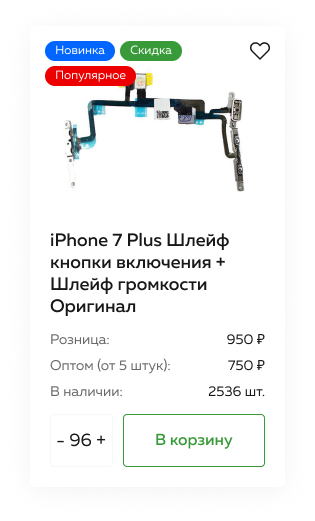 Новинка
Скидка
Популярное
iPhone 7 Plus Шлейф
кнопки включения +
Шлейф громкости
Оригинал
Розница: 950 ₽
Оптом (от 5 штук): 750 ₽
В наличии: 2536 шт.
- 96 +
В корзину